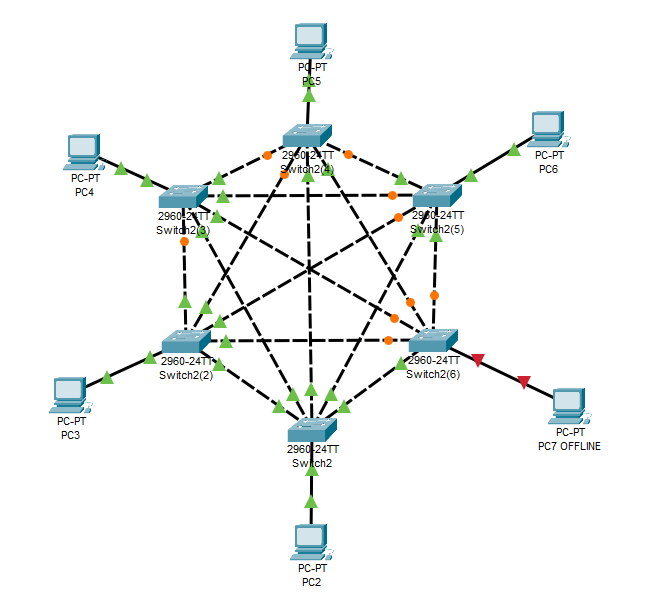 PC-PT
PC5
2960-24TT
Switch2(4)
PC-PT
PC6
PC-PT
PC4
2960-24TT
Switch2(3)
2960-24TT
Switch2(5)
2960-24TT
Switch2(2)
2960-24TT
Switch2(6)
PC-PT
PC3
PC-PT
PC7 OFFLINE
2960-24TT
Switch2
PC-PT
PC2